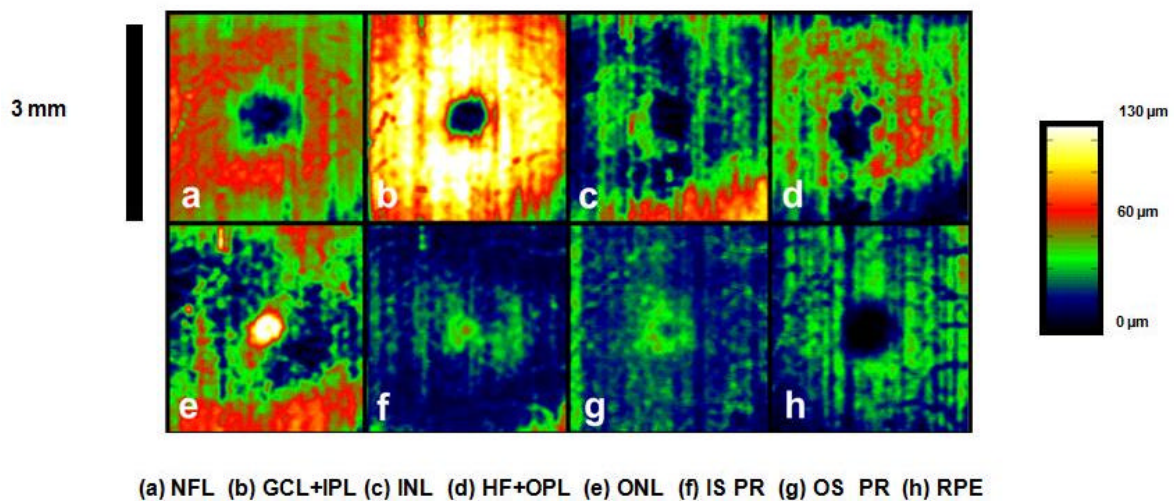 3 mm
a
b
c
d
e
f
g
h
130 µm
60 µm
0 µm
(a) NFL (b) GCL+IPL (c) INL (d) HF+OPL (e) ONL (f) IS PR (g) OS PR (h) RPE